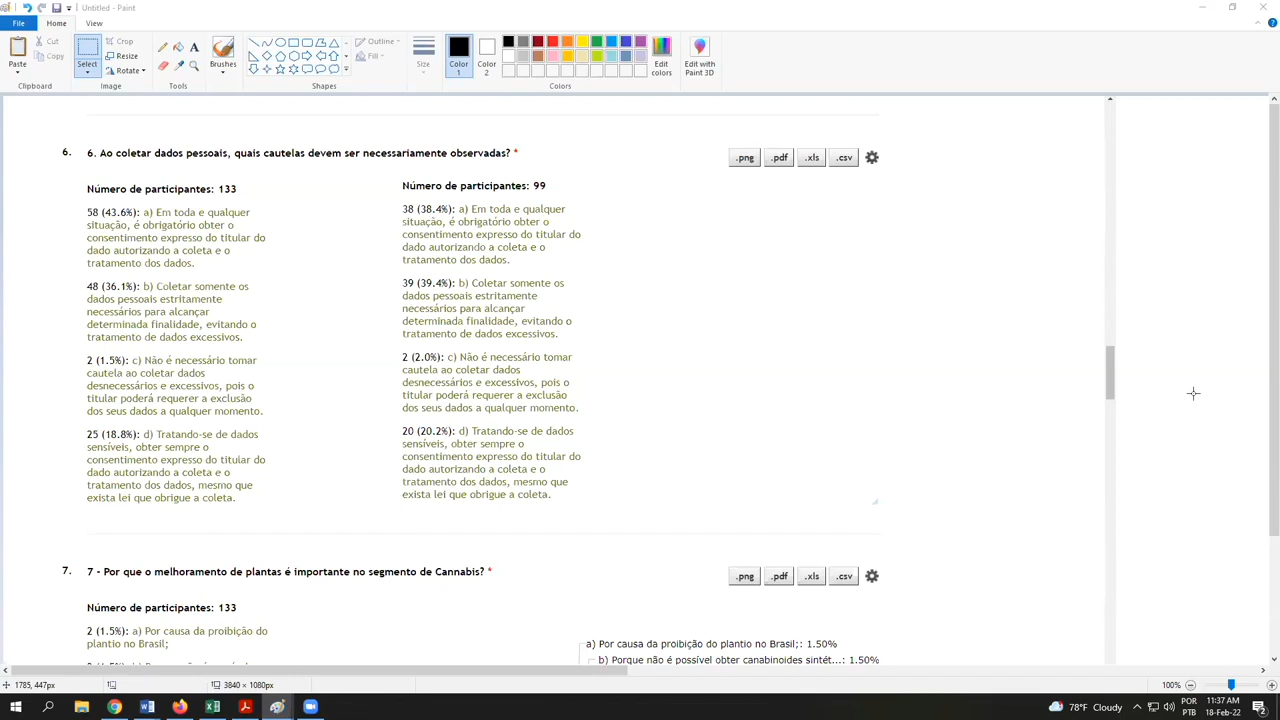 Untitled - Paint
File
Home
View
Paste
Cut
Copy
Clipboard
Select
Crop
Resize
Rotate
Image
Tools
Brushes
Outline
Fill
Shapes
Size
Color 1
Color 2
Edit colors
Colors
Edit with Paint 3D
6. 6. Ao coletar dados pessoais, quais cautelas devem ser necessariamente observadas? *
.png .pdf .xls .csv
Número de participantes: 133
58 (43.6%): a) Em toda e qualquer
situação, é obrigatório obter o
consentimento expresso do titular do
dado autorizando a coleta e o
tratamento dos dados.
48 (36.1%): b) Coletar somente os
dados pessoais estritamente
necessários para alcançar
determinada finalidade, evitando o
tratamento de dados excessivos.
2 (1.5%): c) Não é necessário tomar
cautela ao coletar dados
desnecessários e excessivos, pois o
titular poderá requerer a exclusão
dos seus dados a qualquer momento.
25 (18.8%): d) Tratando-se de dados
sensíveis, obter sempre o
consentimento expresso do titular do
dado autorizando a coleta e o
tratamento dos dados, mesmo que
exista lei que obrigue a coleta.
Número de participantes: 99
38 (38.4%): a) Em toda e qualquer
situação, é obrigatório obter o
consentimento expresso do titular do
dado autorizando a coleta e o
tratamento dos dados.
39 (39.4%): b) Coletar somente os
dados pessoais estritamente
necessários para alcançar
determinada finalidade, evitando o
tratamento de dados excessivos.
2 (2.0%): c) Não é necessário tomar
cautela ao coletar dados
desnecessários e excessivos, pois o
titular poderá requerer a exclusão
dos seus dados a qualquer momento.
20 (20.2%): d) Tratando-se de dados
sensíveis, obter sempre o
consentimento expresso do titular do
dado autorizando a coleta e o
tratamento dos dados, mesmo que
exista lei que obrigue a coleta.
7. 7 - Por que o melhoramento de plantas é importante no segmento de Cannabis? *
.png .pdf .xls .csv
Número de participantes: 133
2 (1.5%): a) Por causa da proibição do
plantio no Brasil;
a) Por causa da proibição do plantio no Brasil;: 1.50%
b) Porque não é possível obter canabinoides sintét...: 1.50%
1785, 447px
3840 × 1080px
100%
78°F Cloudy
POR
PTB
11:37 AM
18-Feb-22
2